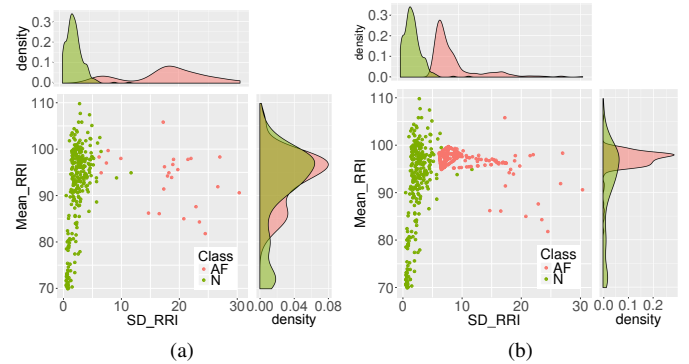 density
0.3
0.2
0.1
0.0
110
100
90
80
70
Mean_RRI
Class
AF
N
0 10 20 30
SD_RRI
0.00 0.04 0.08
density
(a)
density
0.3
0.2
0.1
0.0
110
100
90
80
70
Mean_RRI
Class
AF
N
0 10 20 30
SD_RRI
0.0 0.1 0.2
density
(b)